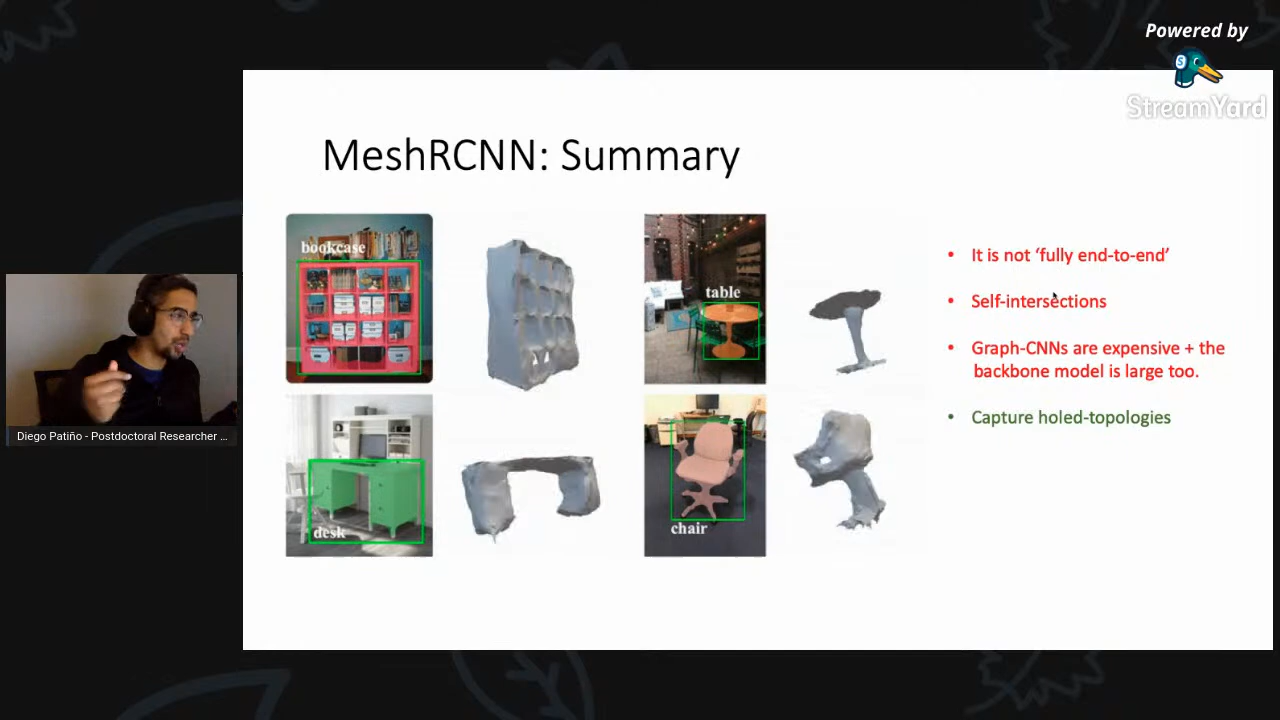 Powered by
StreamYard
MeshRCNN: Summary
bookcase
table
desk
chair
• It is not ‘fully end-to-end’
• Self-intersections
• Graph-CNNs are expensive + the
backbone model is large too.
• Capture holed-topologies
Diego Patiño - Postdoctoral Researcher ...